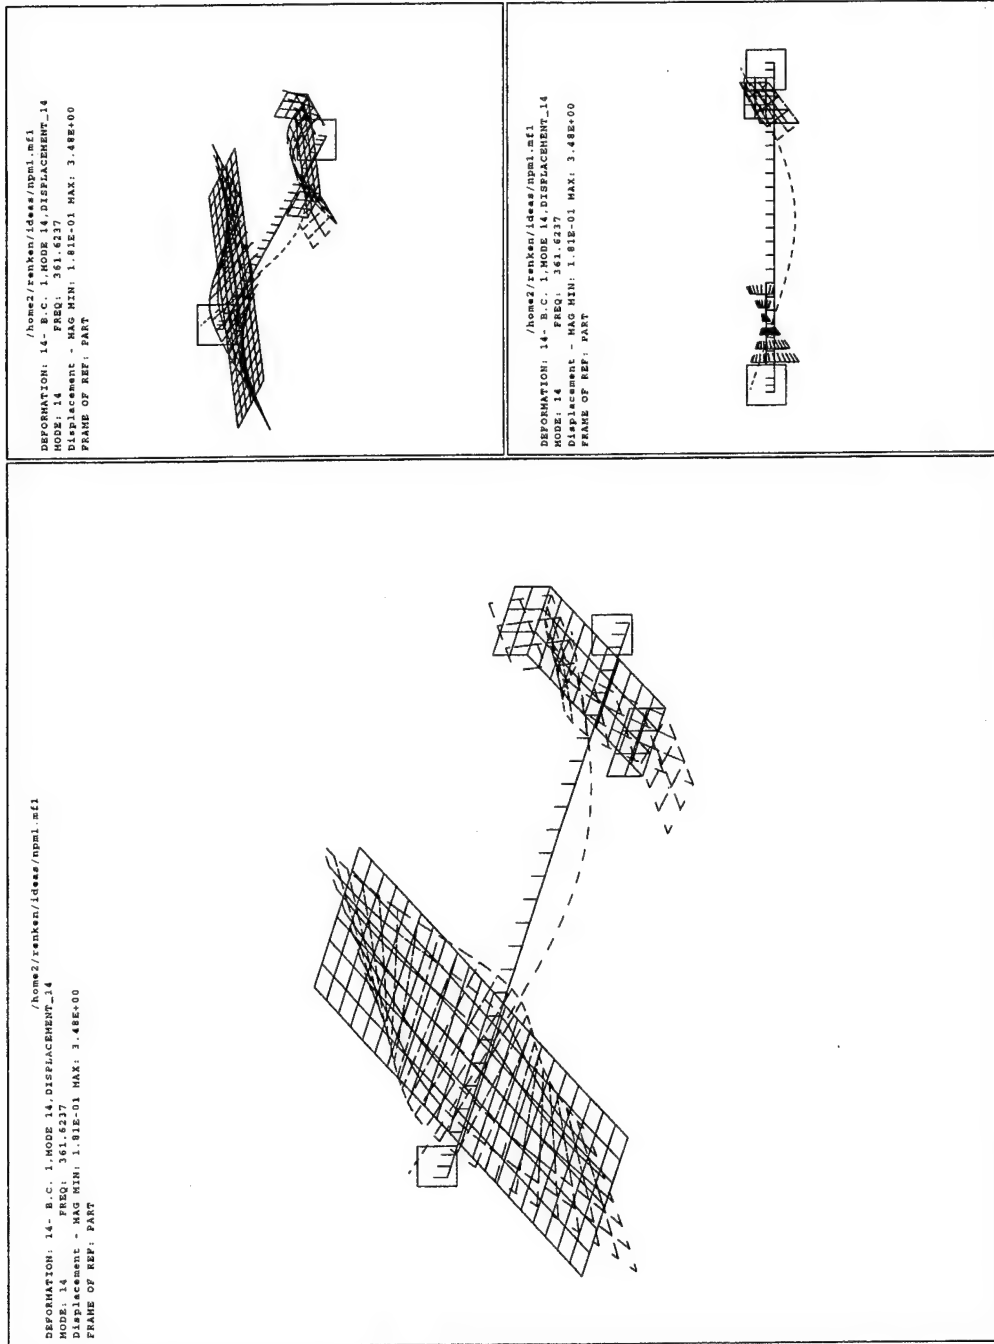 /home2/renken/ideas/npm1.mf1
DEFORMATION: 14- B.C. 1,MODE 14,DISPLACEMENT_14
MODE: 14 FREQ: 361.6237
Displacement - MAG MIN: 1.81E-01 MAX: 3.48E+00
FRAME OF REF: PART
/home2/renken/ideas/npm1.mf1
DEFORMATION: 14- B.C. 1,MODE 14,DISPLACEMENT_14
MODE: 14 FREQ: 361.6237
Displacement - MAG MIN: 1.81E-01 MAX: 3.48E+00
FRAME OF REF: PART
/home2/renken/ideas/npm1.mf1
DEFORMATION: 14- B.C. 1,MODE 14,DISPLACEMENT_14
MODE: 14 FREQ: 361.6237
Displacement - MAG MIN: 1.81E-01 MAX: 3.48E+00
FRAME OF REF: PART